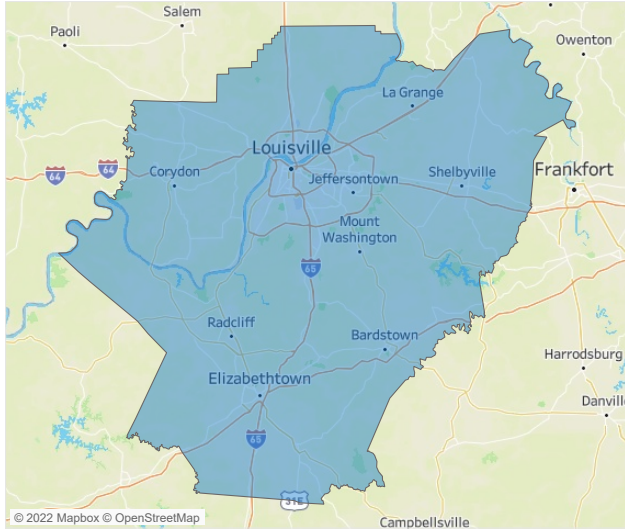 Salem
Paoli
Owenton
La Grange
Louisville
64
64
Corydon
Jeffersontown
Shelbyville
Frankfort
Mount
Washington
65
Radcliff
Bardstown
Harrodsburg
Elizabethtown
Danvill
65
31E
Campbellsville
© 2022 Mapbox © OpenStreetMap